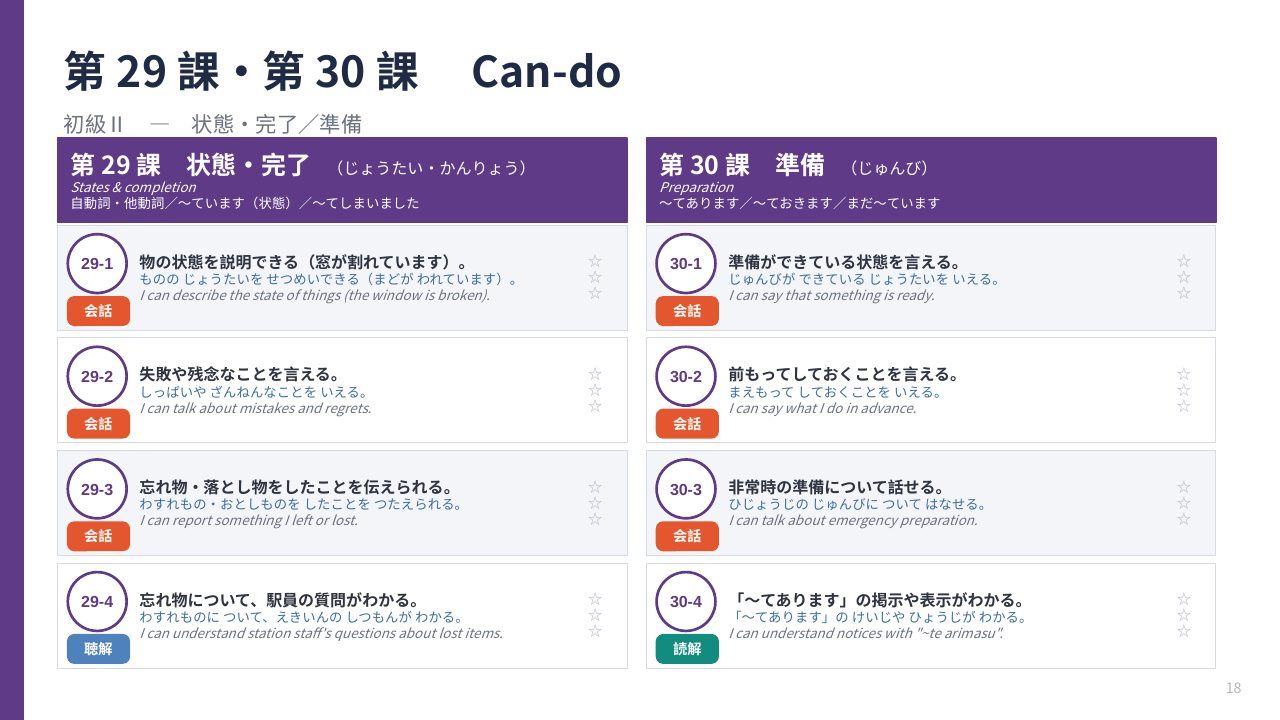 第 29 課・第 30 課　Can-do
初級Ⅱ　―　状態・完了／準備
第 29 課　状態・完了　（じょうたい・かんりょう）
States & completion
自動詞・他動詞／～ています（状態）／～てしまいました
29-1
会話
物の状態を説明できる（窓が割れています）。
ものの じょうたいを せつめいできる（まどが われています）。
I can describe the state of things (the window is broken).
☆
☆
☆
29-2
会話
失敗や残念なことを言える。
しっぱいや ざんねんなことを いえる。
I can talk about mistakes and regrets.
☆
☆
☆
29-3
会話
忘れ物・落とし物をしたことを伝えられる。
わすれもの・おとしものを したことを つたえられる。
I can report something I left or lost.
☆
☆
☆
29-4
聴解
忘れ物について、駅員の質問がわかる。
わすれものに ついて、えきいんの しつもんが わかる。
I can understand station staff's questions about lost items.
☆
☆
☆
第 30 課　準備　（じゅんび）
Preparation
～てあります／～ておきます／まだ～ています
30-1
会話
準備ができている状態を言える。
じゅんびが できている じょうたいを いえる。
I can say that something is ready.
☆
☆
☆
30-2
会話
前もってしておくことを言える。
まえもって しておくことを いえる。
I can say what I do in advance.
☆
☆
☆
30-3
会話
非常時の準備について話せる。
ひじょうじの じゅんびに ついて はなせる。
I can talk about emergency preparation.
☆
☆
☆
30-4
読解
「～てあります」の掲示や表示がわかる。
「～てあります」の けいじや ひょうじが わかる。
I can understand notices with "~te arimasu".
☆
☆
☆
18